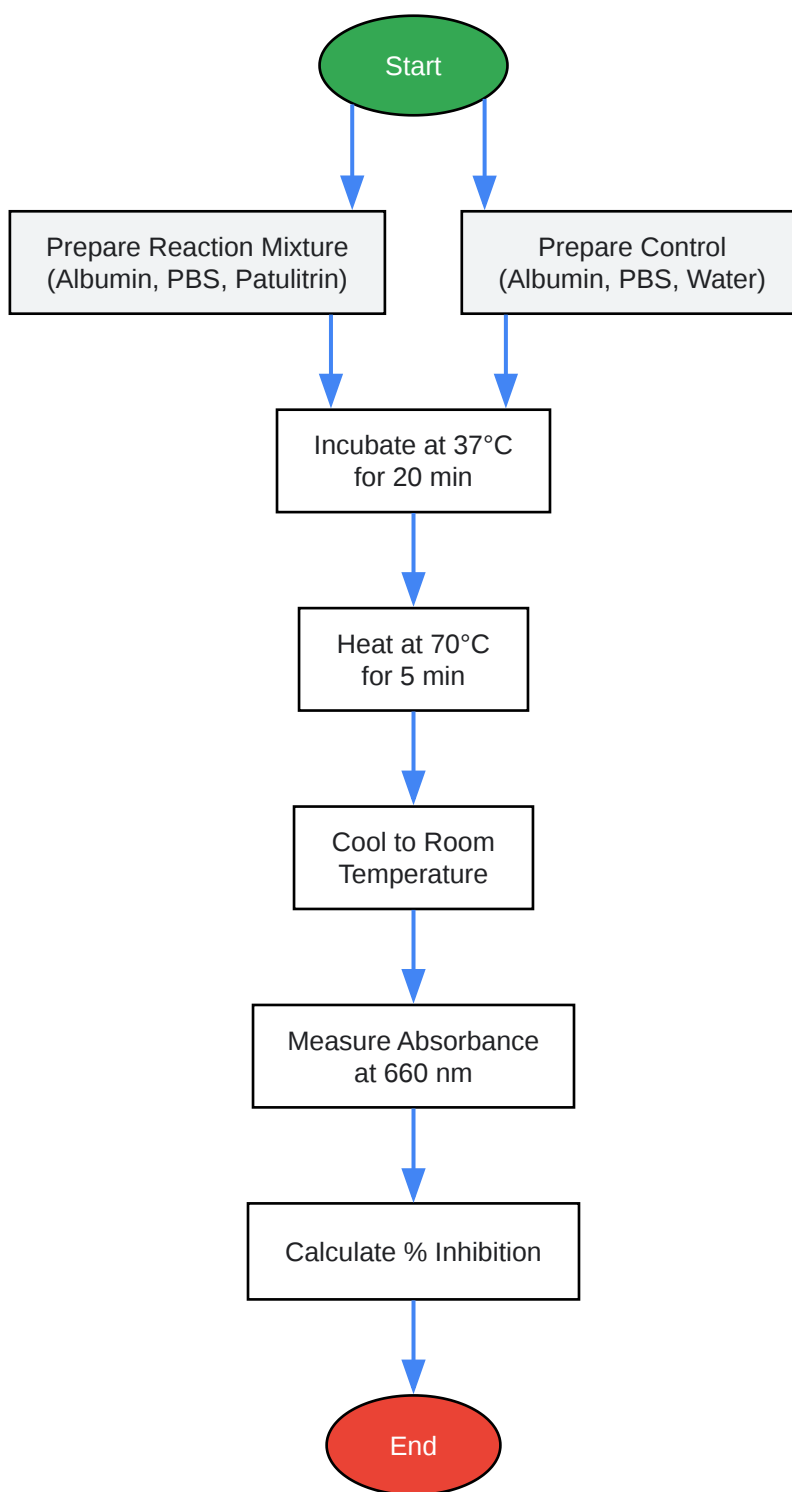 Start
Prepare Reaction Mixture
(Albumin, PBS, Patulitrin)
Prepare Control
(Albumin, PBS, Water)
Incubate at 37°C
for 20 min
Heat at 70°C
for 5 min
Cool to Room
Temperature
Measure Absorbance
at 660 nm
Calculate % Inhibition
End